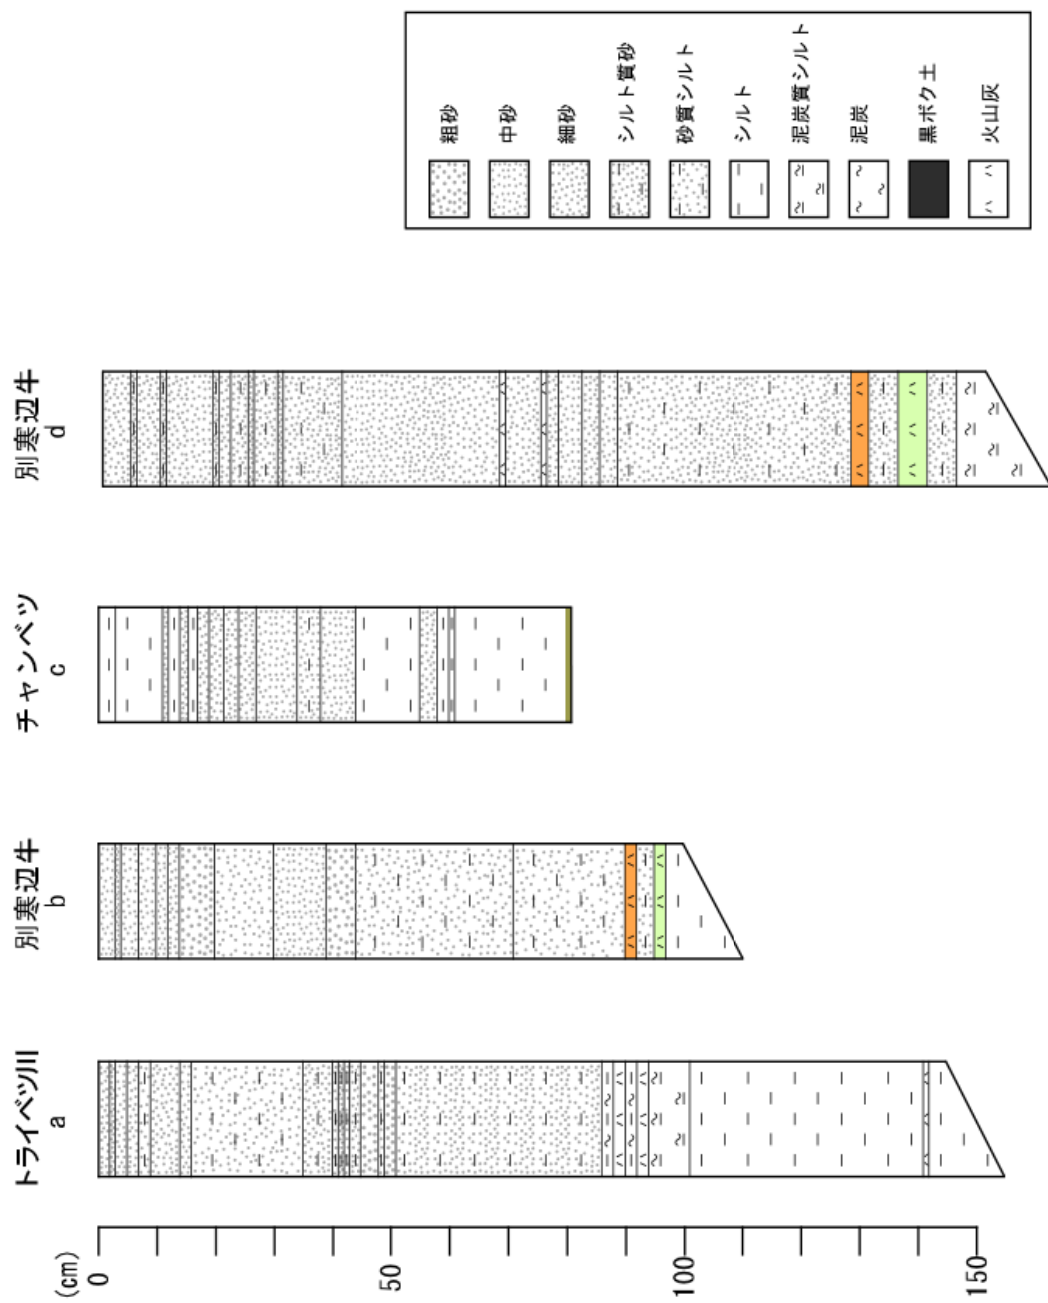 トライベツ川
a
別寒辺牛
b
チャンベツ
c
別寒辺牛
d
(cm)
0
50
100
150
粗砂
中砂
細砂
シルト質砂
砂質シルト
シルト
泥炭質シルト
泥炭
黒ボク土
火山灰